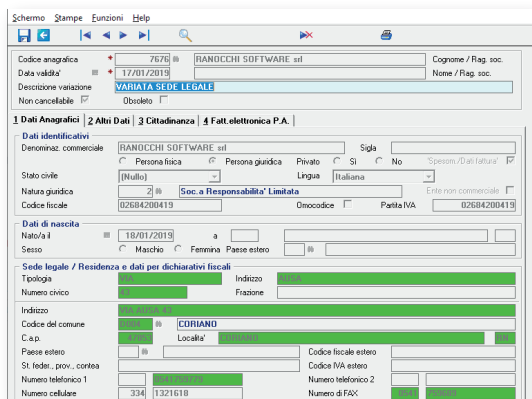 Schermo Stampe Funzioni Help
Codice anagrafica * 7676 RANOCCHI SOFTWARE srl Cognome / Rag. soc.
Data validita' * 17/01/2019 Nome / Rag. soc.
Descrizione variazione VARIATA SEDE LEGALE
Non cancellabile Obsoleto
1 Dati Anagrafici 2 Altri Dati 3 Cittadinanza 4 Fatt.elettronica P.A.
Dati identificativi
Denominaz. commerciale RANOCCHI SOFTWARE srl Sigla
Persona fisica Persona giuridica Privato Si No 'Spesom./Dati fattura'
Stato civile (Nullo) Lingua Italiana
Natura giuridica 2 Soc.a Responsabilita' Limitata Ente non commerciale
Codice fiscale 02684200419 Omocodice Partita IVA 02684200419
Dati di nascita
Nato/a il 18/01/2019 a
Sesso Maschio Femmina Paese estero
Sede legale / Residenza e dati per dichiarativi fiscali
Tipologia VIA Indirizzo AUSA
Numero civico 43 Frazione
Indirizzo VIA AUSA 43
Codice del comune D004 CORIANO
C.a.p. 47853 Localita' CORIANO RN
Paese estero Codice fiscale estero
St. feder., prov., contea Codice IVA estero
Numero telefonico 1 Numero telefonico 2
Numero cellulare 334 1321618 Numero di FAX 0541